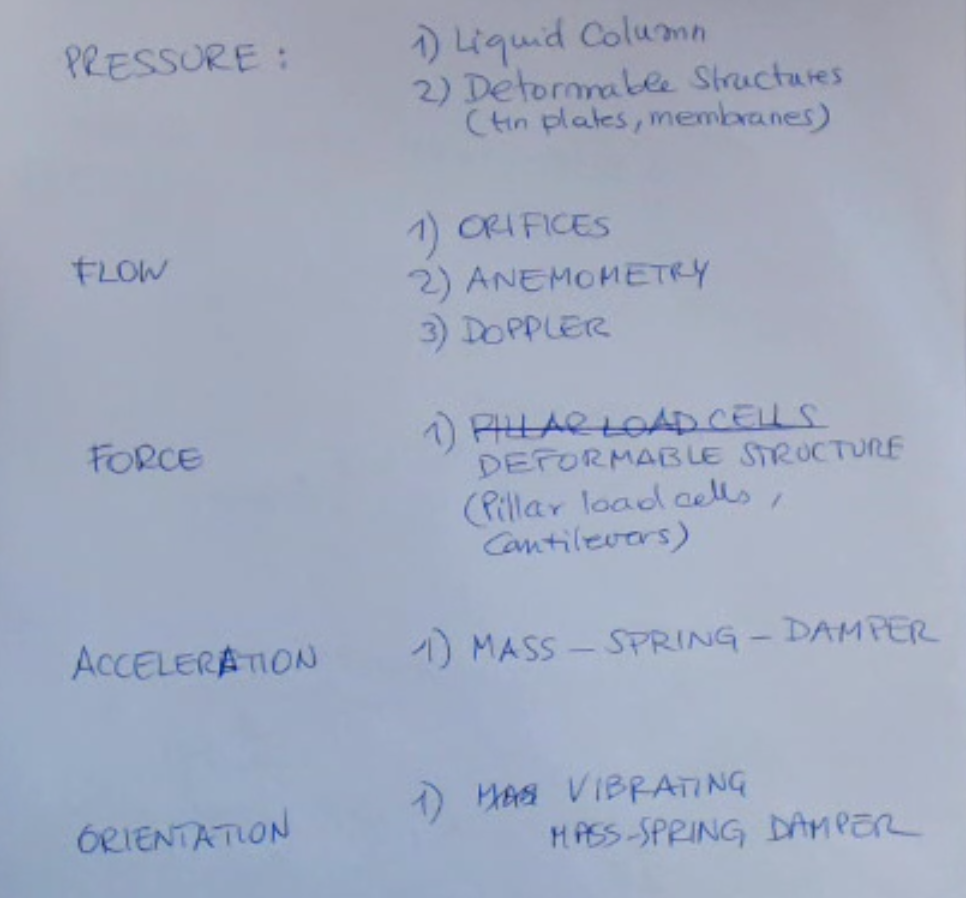 PRESSURE :
1) Liquid Column
2) Deformable Structures
(tin plates, membranes)
FLOW
1) ORIFICES
2) ANEMOMETRY
3) DOPPLER
FORCE
1) PILLAR LOAD CELLS
DEFORMABLE STRUCTURE
(Pillar load cells,
Cantilevers)
ACCELERATION
1) MASS - SPRING - DAMPER
ORIENTATION
1) VIBRATING
MASS-SPRING DAMPER